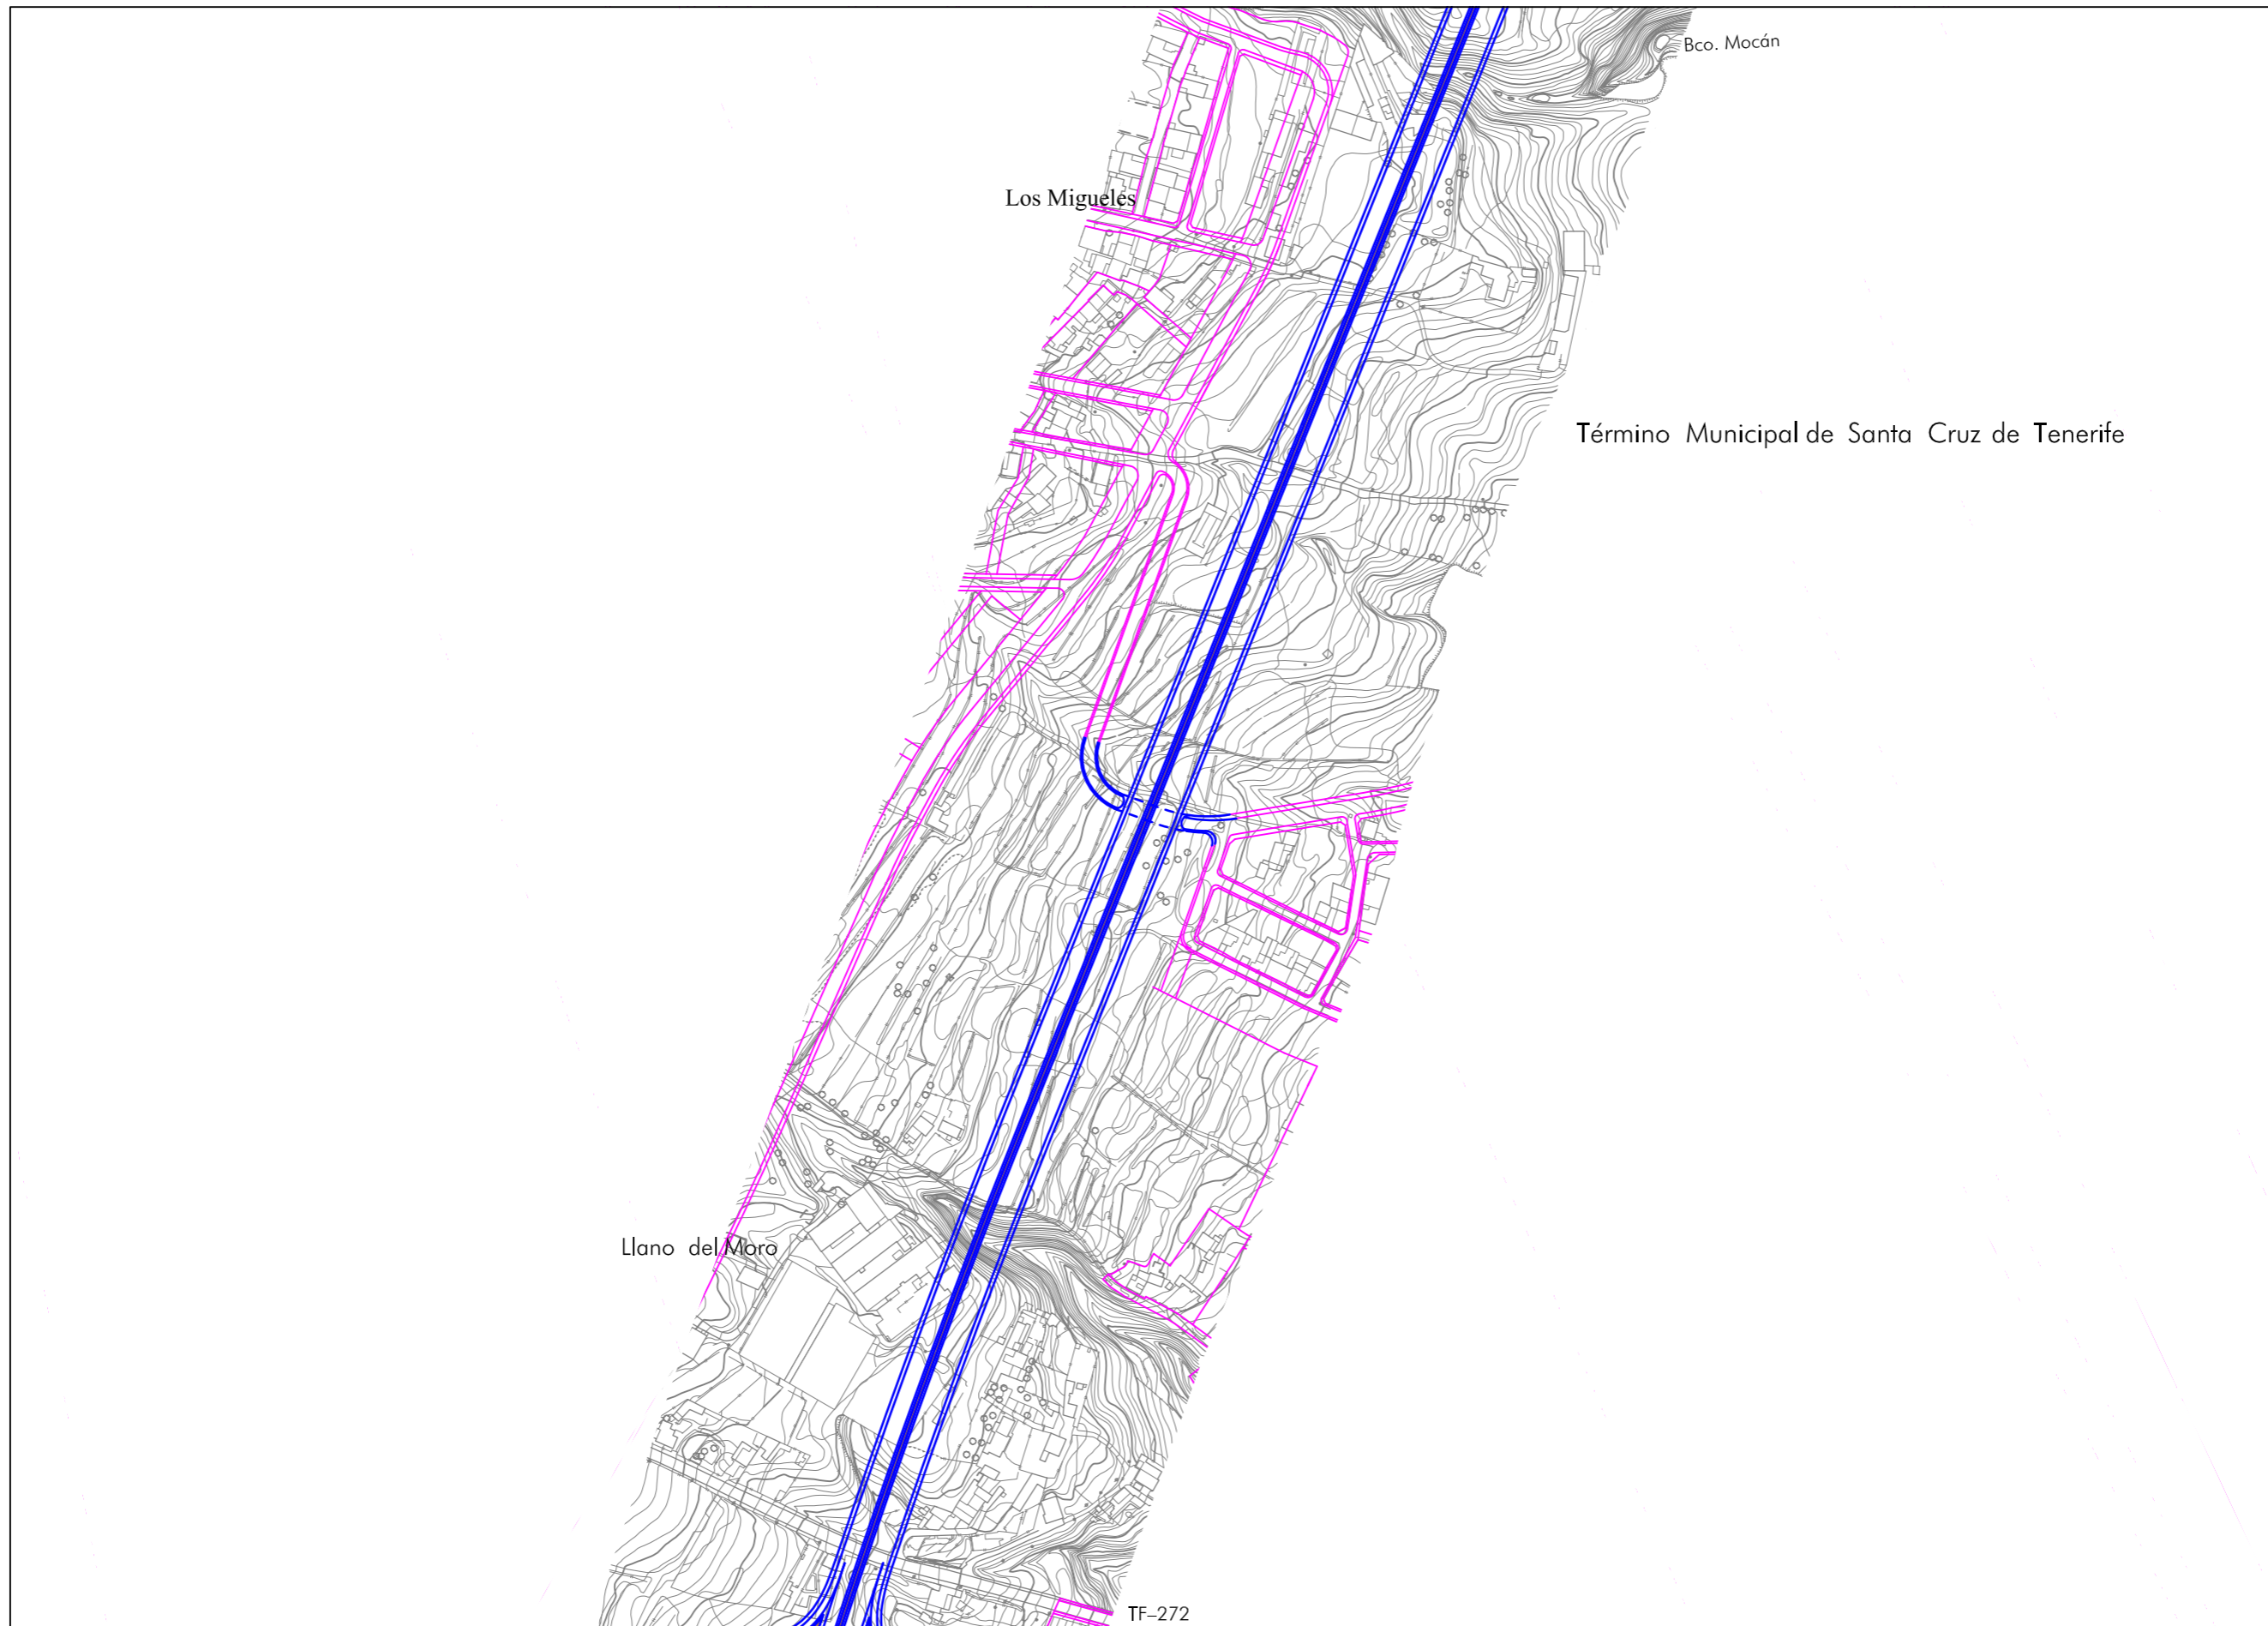 Bco. Mocán
Los Migueles
Término Municipal de Santa Cruz de Tenerife
Llano del Moro
TF-272